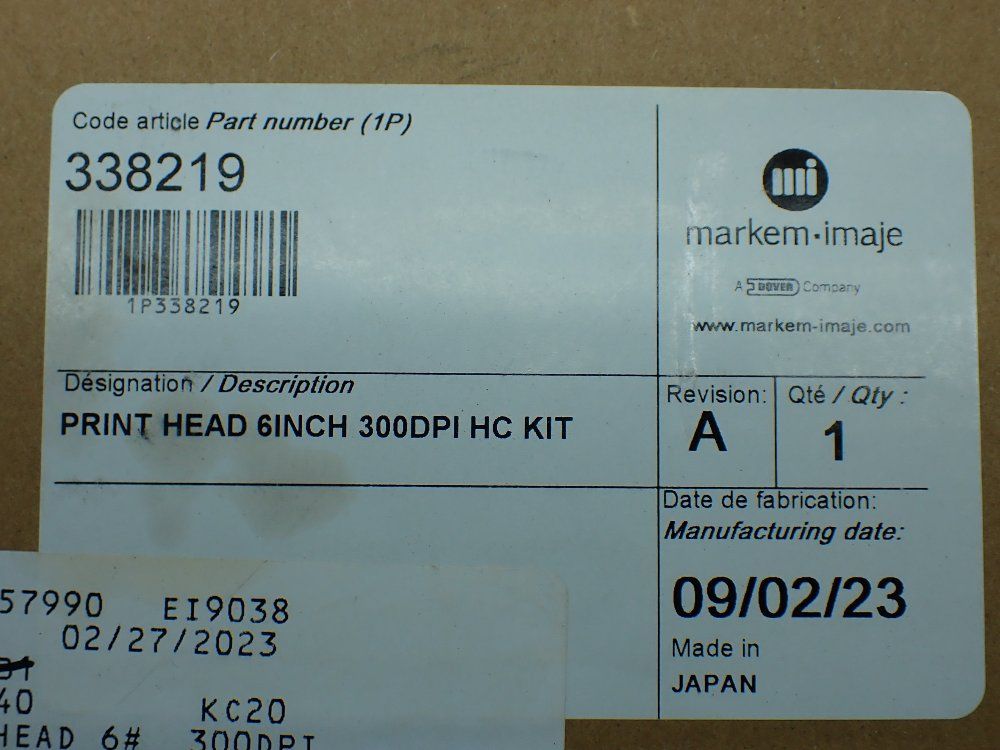 Code article Part number (1P)
338219
1P338219
mi
markem·imaje
A DOVER Company
www.markem-imaje.com
Désignation / Description
PRINT HEAD 6INCH 300DPI HC KIT
Revision:
A
Qté / Qty :
1
Date de fabrication:
Manufacturing date:
09/02/23
Made in
JAPAN
57990 EI9038
02/27/2023
40 KC20
HEAD 6# 300DPI